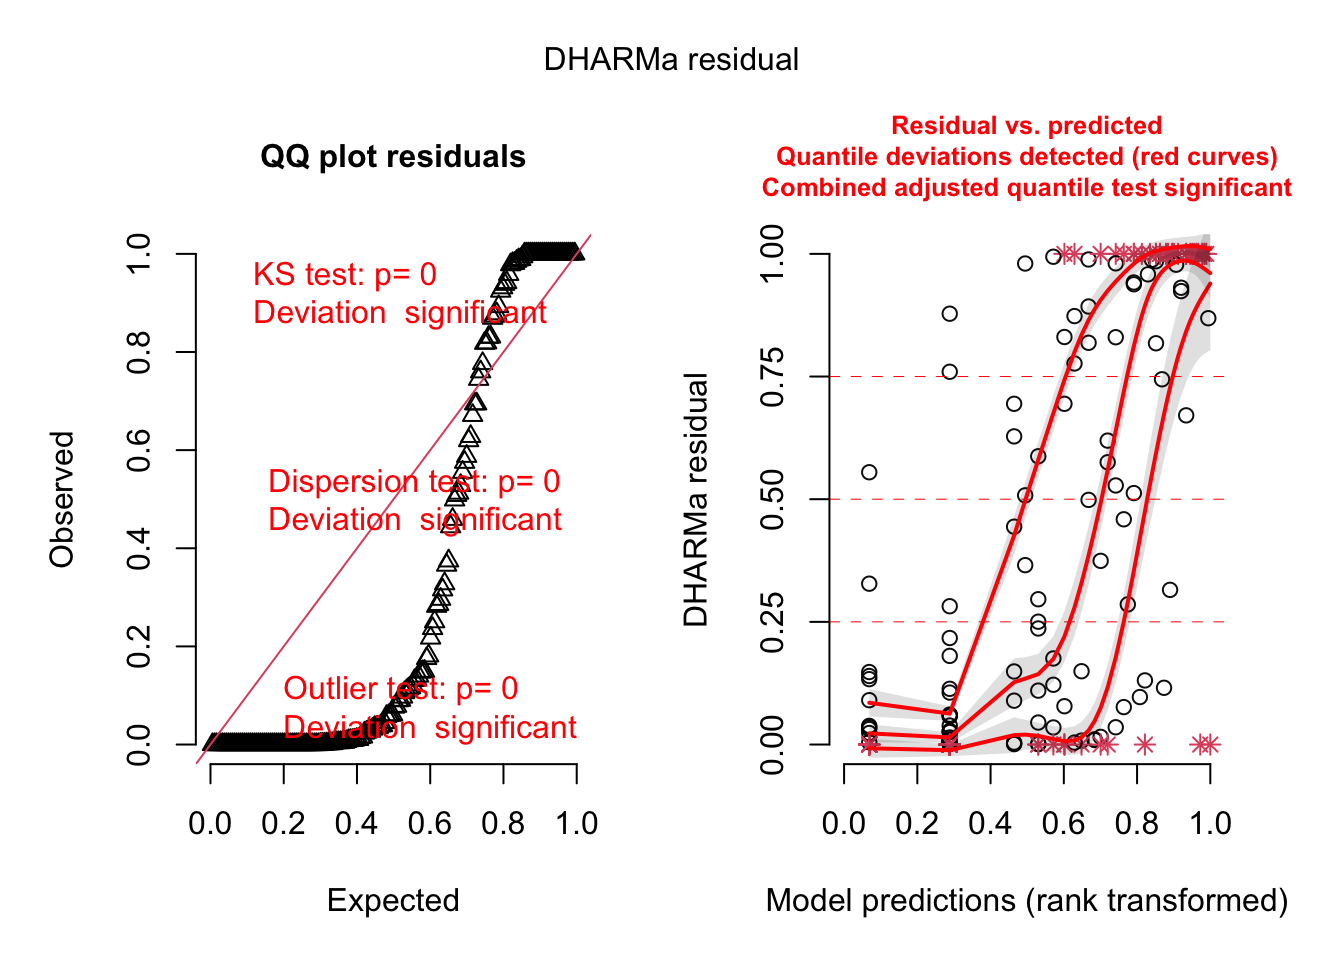 DHARMa residual
QQ plot residuals
KS test: p= 0
Deviation  significant
Dispersion test: p= 0
Deviation  significant
Outlier test: p= 0
Deviation  significant
Observed
0.0 0.2 0.4 0.6 0.8 1.0
0.0 0.2 0.4 0.6 0.8 1.0
Expected
Residual vs. predicted
Quantile deviations detected (red curves)
Combined adjusted quantile test significant
DHARMa residual
0.00 0.25 0.50 0.75 1.00
0.0 0.2 0.4 0.6 0.8 1.0
Model predictions (rank transformed)